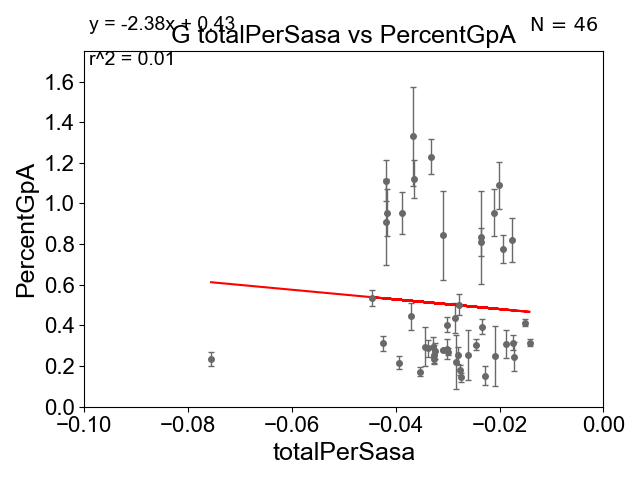 y = -2.38x + 0.43
N = 46
G totalPerSasa vs PercentGpA
r^2 = 0.01
PercentGpA
1.6
1.4
1.2
1.0
0.8
0.6
0.4
0.2
0.0
−0.10 −0.08 −0.06 −0.04 −0.02 0.00
totalPerSasa